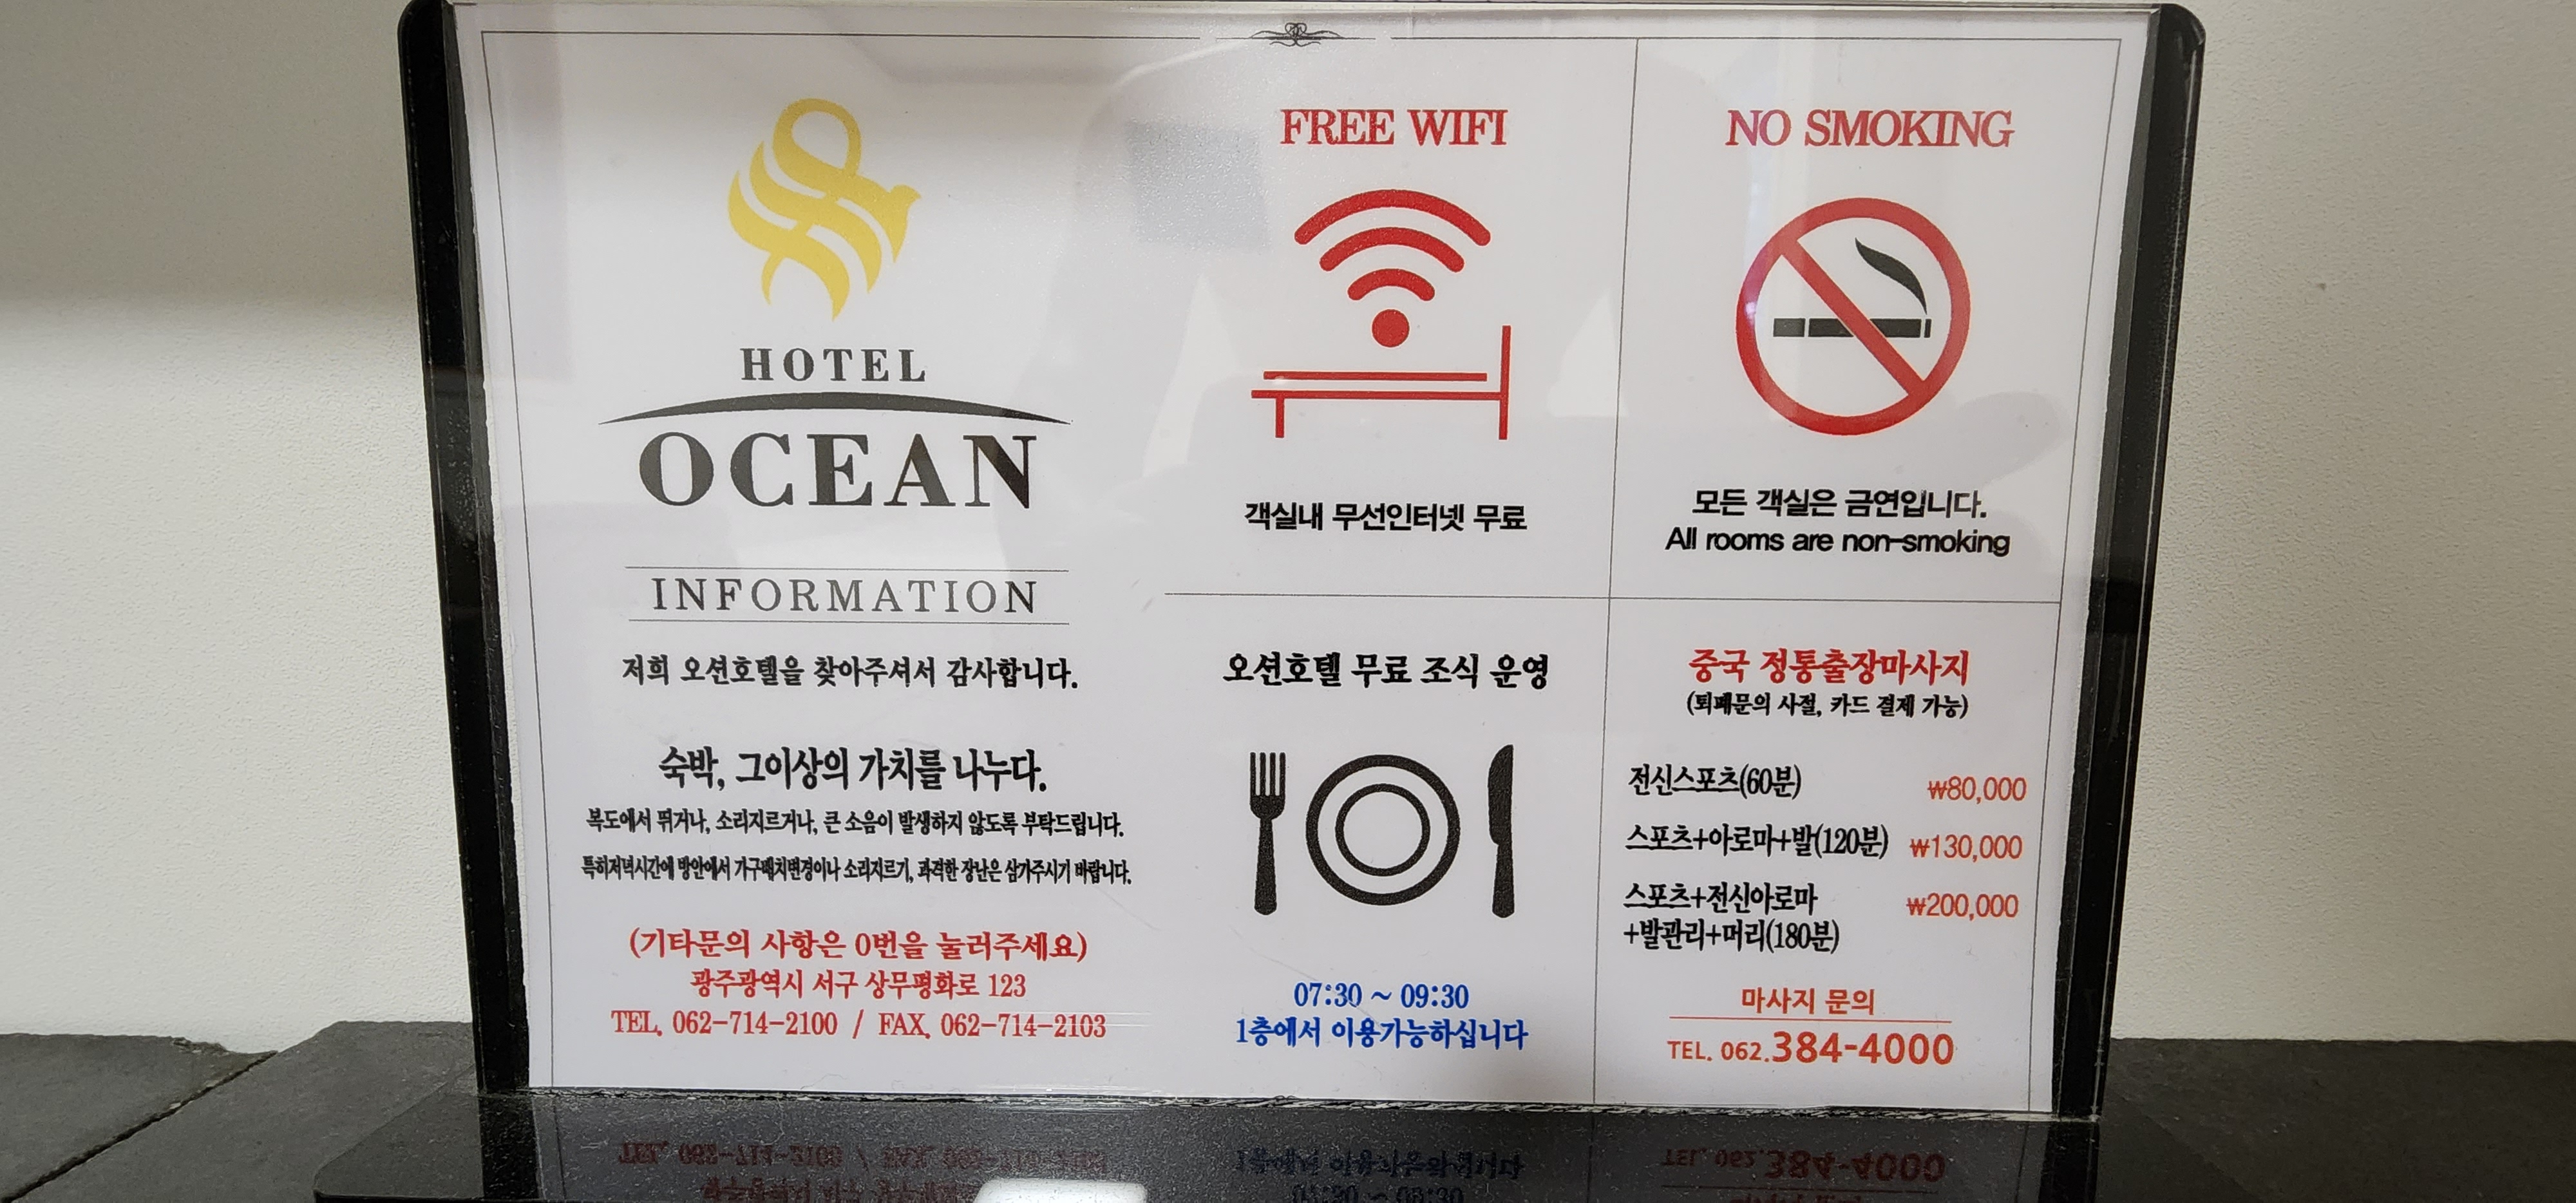 HOTEL
OCEAN
INFORMATION
저희 오션호텔을 찾아주셔서 감사합니다.
숙박, 그이상의 가치를 나누다.
복도에서 뛰거나, 소리지르거나, 큰 소음이 발생하지 않도록 부탁드립니다.
특히저녁시간에 방안에서 가구배치변경이나 소리지르기, 과격한 장난은 삼가주시기 바랍니다.
(기타문의 사항은 0번을 눌러주세요)
광주광역시 서구 상무평화로 123
TEL. 062-714-2100 / FAX. 062-714-2103
FREE WIFI
객실내 무선인터넷 무료
NO SMOKING
모든 객실은 금연입니다.
All rooms are non-smoking
오션호텔 무료 조식 운영
07:30 ~ 09:30
1층에서 이용가능하십니다
중국 정통출장마사지
(퇴폐문의 사절, 카드 결제 가능)
전신스포츠(60분) ₩80,000
스포츠+아로마+발(120분) ₩130,000
스포츠+전신아로마 ₩200,000
+발관리+머리(180분)
마사지 문의
TEL. 062.384-4000